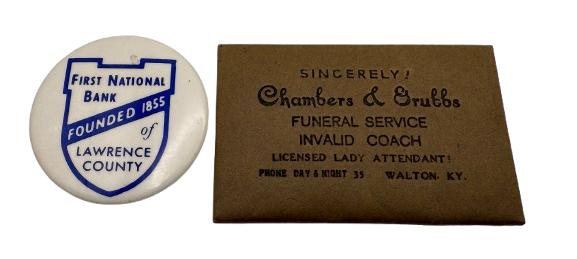 FIRST NATIONAL
BANK
FOUNDED 1855
of
LAWRENCE
COUNTY
SINCERELY!
Chambers & Grubbs
FUNERAL SERVICE
INVALID COACH
LICENSED LADY ATTENDANT!
PHONE DAY & NIGHT 35 WALTON, KY.